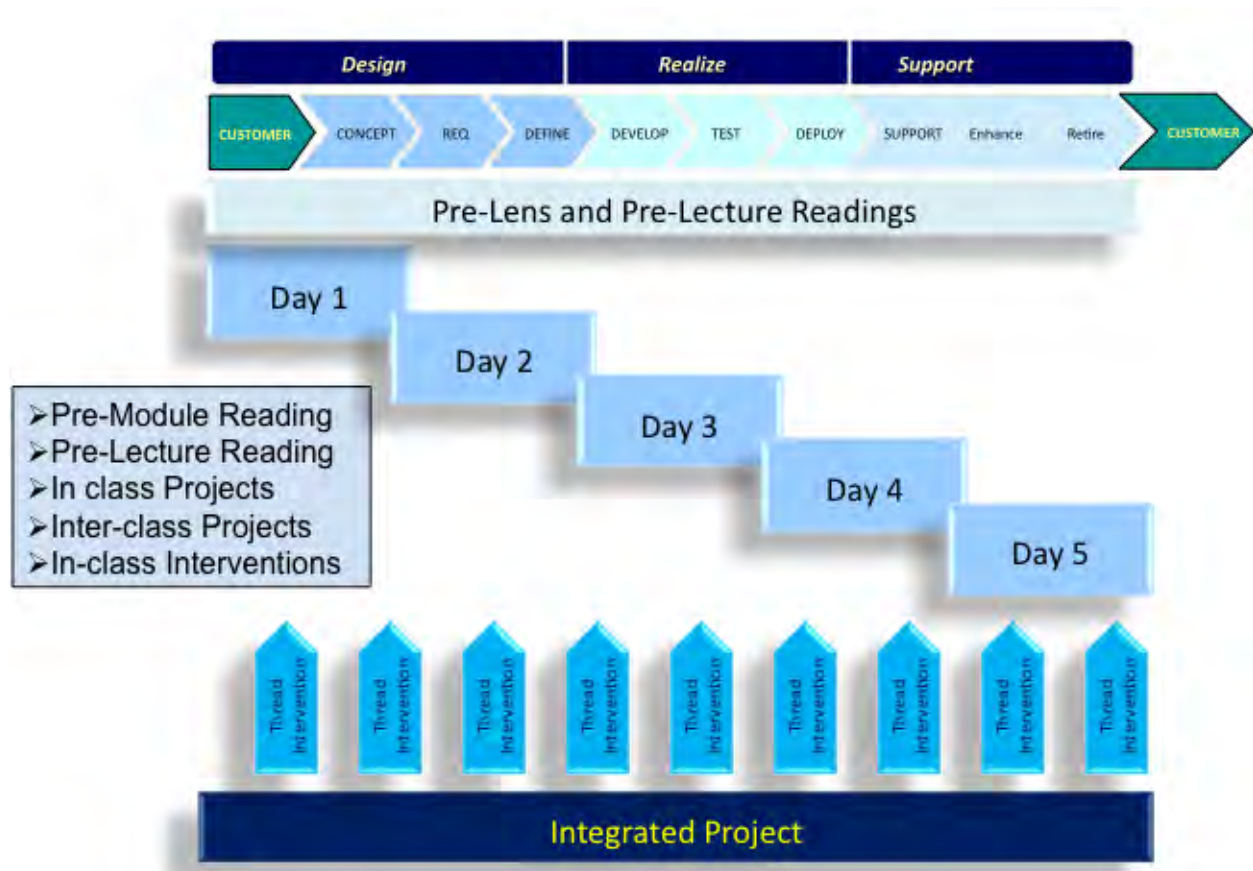 Design Realize Support
CUSTOMER CONCEPT REQ DEFINE DEVELOP TEST DEPLOY SUPPORT Enhance Retire CUSTOMER
Pre-Lens and Pre-Lecture Readings
Day 1
Day 2
Day 3
Day 4
Day 5
➢Pre-Module Reading
➢Pre-Lecture Reading
➢In class Projects
➢Inter-class Projects
➢In-class Interventions
Thread
Intervention
Thread
Intervention
Thread
Intervention
Thread
Intervention
Thread
Intervention
Thread
Intervention
Thread
Intervention
Thread
Intervention
Thread
Intervention
Integrated Project